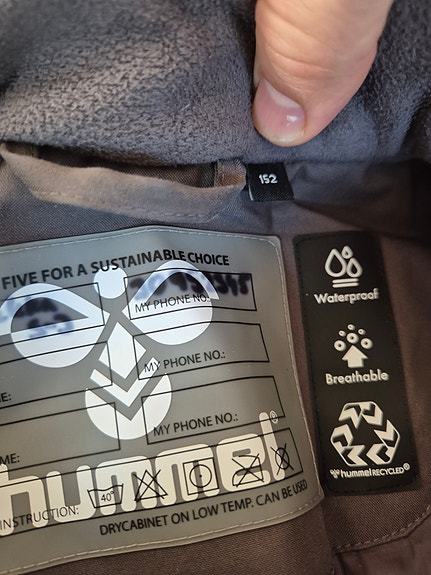 152
FIVE FOR A SUSTAINABLE CHOICE
MY PHONE NO.:
E:
MY PHONE NO.:
ME:
MY PHONE NO.:
hummel®
INSTRUCTION: 40°
DRYCABINET ON LOW TEMP. CAN BE USED
Waterproof
Breathable
hummel RECYCLED®